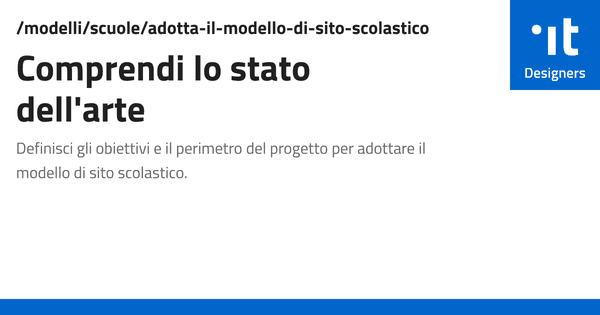 /modelli/scuole/adotta-il-modello-di-sito-scolastico
.it
Designers
Comprendi lo stato
dell'arte
Definisci gli obiettivi e il perimetro del progetto per adottare il
modello di sito scolastico.